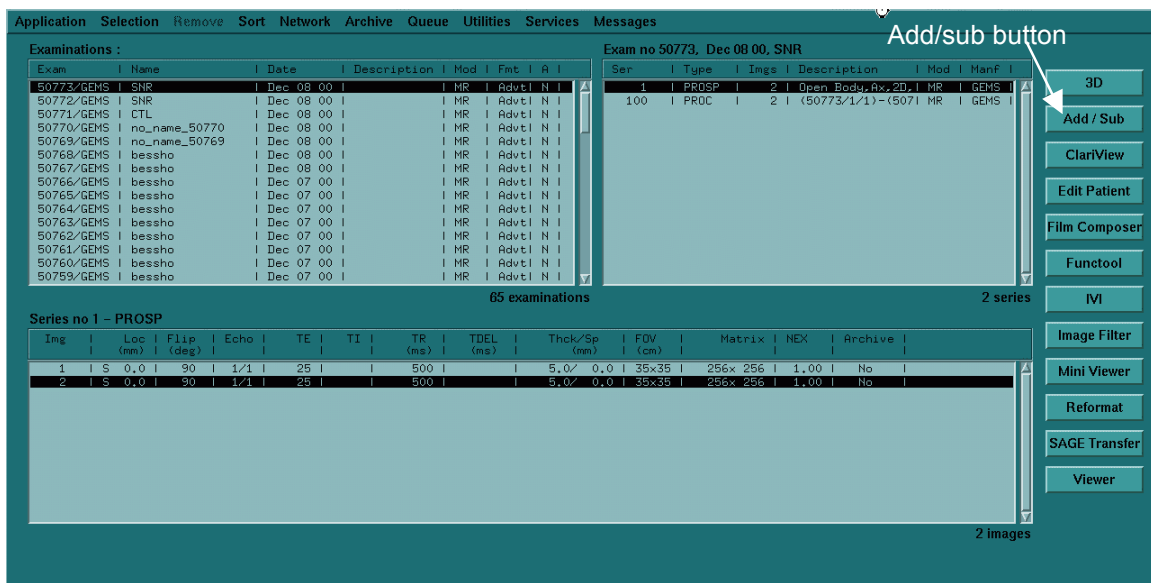 Application Selection Remove Sort Network Archive Queue Utilities Services Messages
Add/sub button
Examinations :
Exam | Name | Date | Description | Mod | Fmt | A |
50773/GEMS | SNR | Dec 08 00 | | MR | Advt| N |
50772/GEMS | SNR | Dec 08 00 | | MR | Advt| N |
50771/GEMS | CTL | Dec 08 00 | | MR | Advt| N |
50770/GEMS | no_name_50770 | Dec 08 00 | | MR | Advt| N |
50769/GEMS | no_name_50769 | Dec 08 00 | | MR | Advt| N |
50768/GEMS | bessho | Dec 08 00 | | MR | Advt| N |
50767/GEMS | bessho | Dec 08 00 | | MR | Advt| N |
50766/GEMS | bessho | Dec 07 00 | | MR | Advt| N |
50765/GEMS | bessho | Dec 07 00 | | MR | Advt| N |
50764/GEMS | bessho | Dec 07 00 | | MR | Advt| N |
50763/GEMS | bessho | Dec 07 00 | | MR | Advt| N |
50762/GEMS | bessho | Dec 07 00 | | MR | Advt| N |
50761/GEMS | bessho | Dec 07 00 | | MR | Advt| N |
50760/GEMS | bessho | Dec 07 00 | | MR | Advt| N |
50759/GEMS | bessho | Dec 07 00 | | MR | Advt| N |
65 examinations
Exam no 50773, Dec 08 00, SNR
Ser | Type | Imgs | Description | Mod | Manf |
1 | PROSP | 2 | Open Body,Ax,2D,| MR | GEMS |
100 | PROC | 2 | (50773/1/1)-(507| MR | GEMS |
2 series
Series no 1 – PROSP
Img | Loc | Flip | Echo | TE | TI | TR | TDEL | Thck/Sp | FOV | Matrix | NEX | Archive |
| (mm) | (deg) | | | | (ms) | (ms) | (mm) | (cm) | | | |
1 | S 0.0 | 90 | 1/1 | 25 | | 500 | | 5.0/ 0.0 | 35x35 | 256x 256 | 1.00 | No |
2 | S 0.0 | 90 | 1/1 | 25 | | 500 | | 5.0/ 0.0 | 35x35 | 256x 256 | 1.00 | No |
2 images
3D
Add / Sub
ClariView
Edit Patient
Film Composer
Functool
IVI
Image Filter
Mini Viewer
Reformat
SAGE Transfer
Viewer